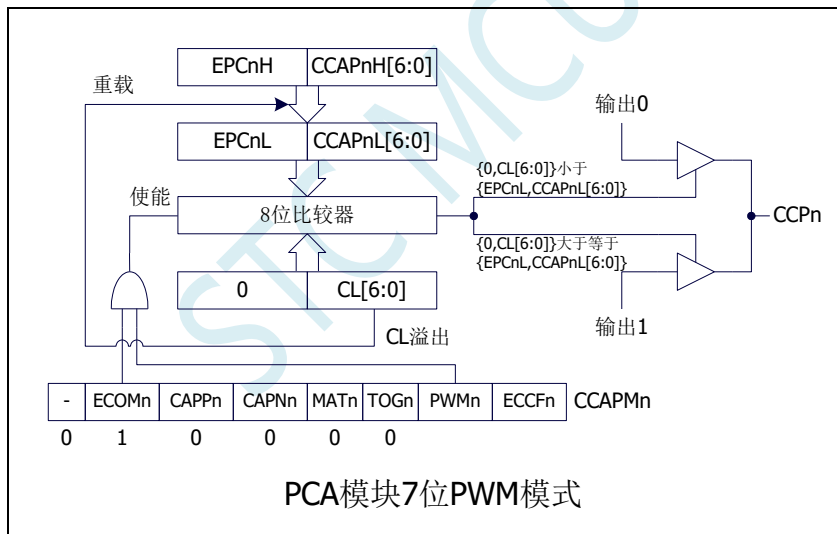 EPCnH CCAPnH[6:0]
重载
输出0
EPCnL CCAPnL[6:0]
{0,CL[6:0]}小于
{EPCnL,CCAPnL[6:0]}
使能
8位比较器
CCPn
{0,CL[6:0]}大于等于
{EPCnL,CCAPnL[6:0]}
0 CL[6:0]
输出1
CL溢出
- ECOMn CAPPn CAPNn MATn TOGn PWMn ECCFn CCAPMn
0 1 0 0 0 0
PCA模块7位PWM模式